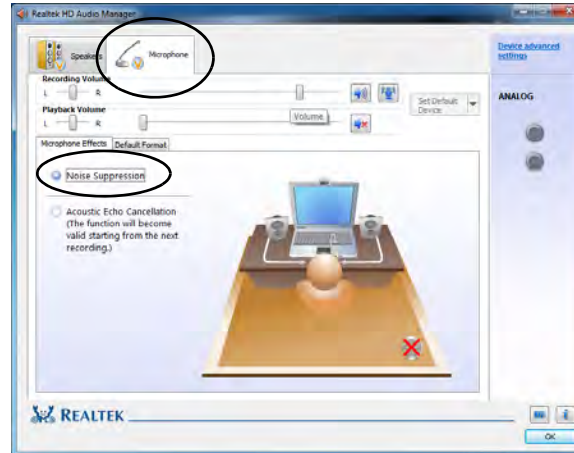 Realtek HD Audio Manager
Speakers
Microphone
Device advanced
settings
Recording Volume
L
R
Set Default
Device
ANALOG
Playback Volume
L
R
Volume
Microphone Effects
Default Format
Noise Suppression
Acoustic Echo Cancellation
(The function will become
valid starting from the next
recording.)
REALTEK
OK